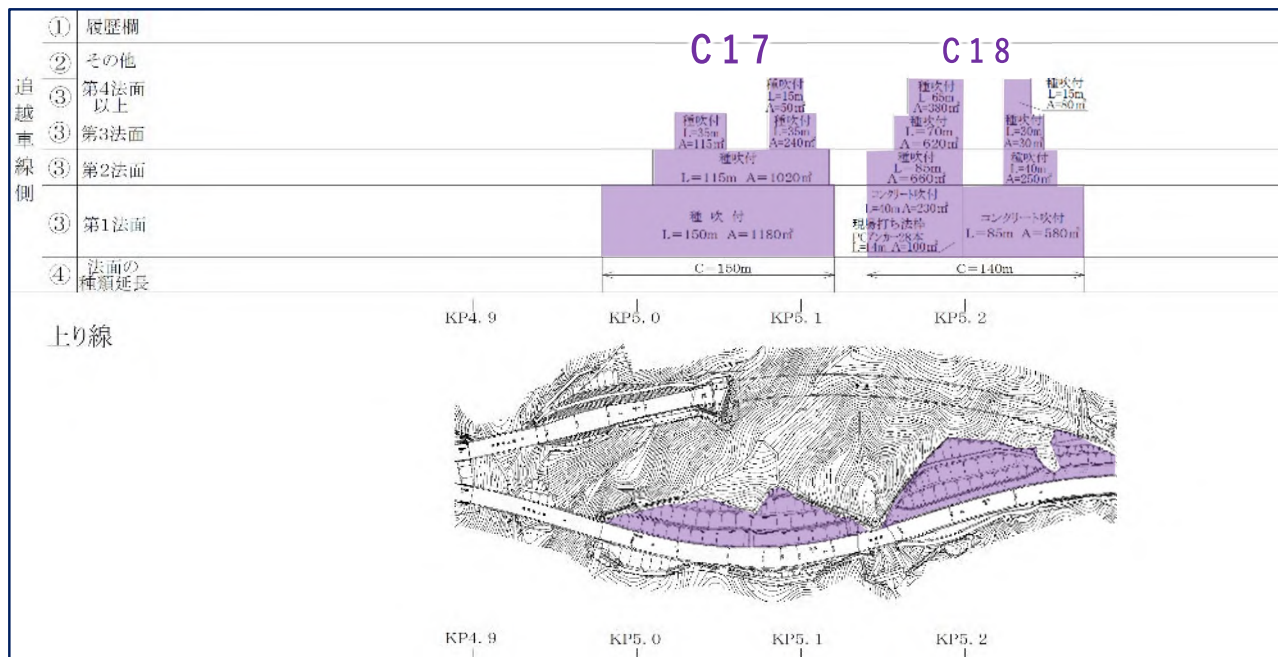 C17
C18
追越車線側
① 履歴欄
② その他
③ 第4法面以上
種吹付
L=15m
A=50㎡
種吹付
L=65m
A=380㎡
種吹付
L=15m
A=80㎡
③ 第3法面
種吹付
L=35m
A=115㎡
種吹付
L=35m
A=240㎡
種吹付
L=70m
A=620㎡
種吹付
L=30m
A=30㎡
③ 第2法面
種吹付
L=115m A=1020㎡
種吹付
L=85m
A=660㎡
種吹付
L=40m
A=250㎡
③ 第1法面
種吹付
L=150m A=1180㎡
コンクリート吹付
L=40m A=230㎡
現場打ち法枠
PCアンカー28本
L=14m A=100㎡
コンクリート吹付
L=85m A=580㎡
④ 法面の種類延長
C=150m
C=140m
KP4.9 KP5.0 KP5.1 KP5.2
上り線
KP4.9 KP5.0 KP5.1 KP5.2